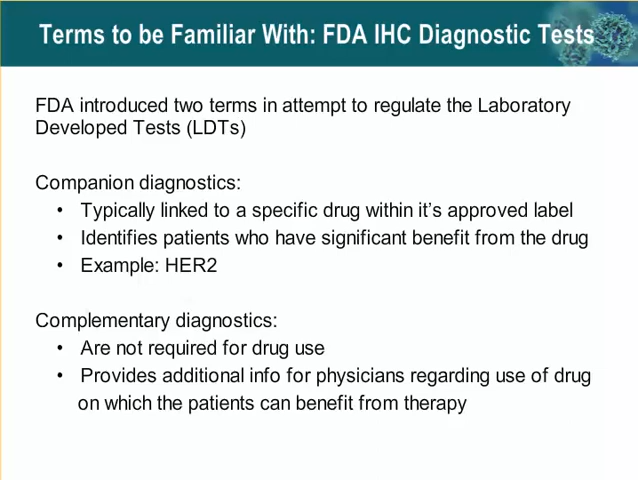 Terms to be Familiar With: FDA IHC Diagnostic Tests
FDA introduced two terms in attempt to regulate the Laboratory
Developed Tests (LDTs)
Companion diagnostics:
• Typically linked to a specific drug within it's approved label
• Identifies patients who have significant benefit from the drug
• Example: HER2
Complementary diagnostics:
• Are not required for drug use
• Provides additional info for physicians regarding use of drug
on which the patients can benefit from therapy